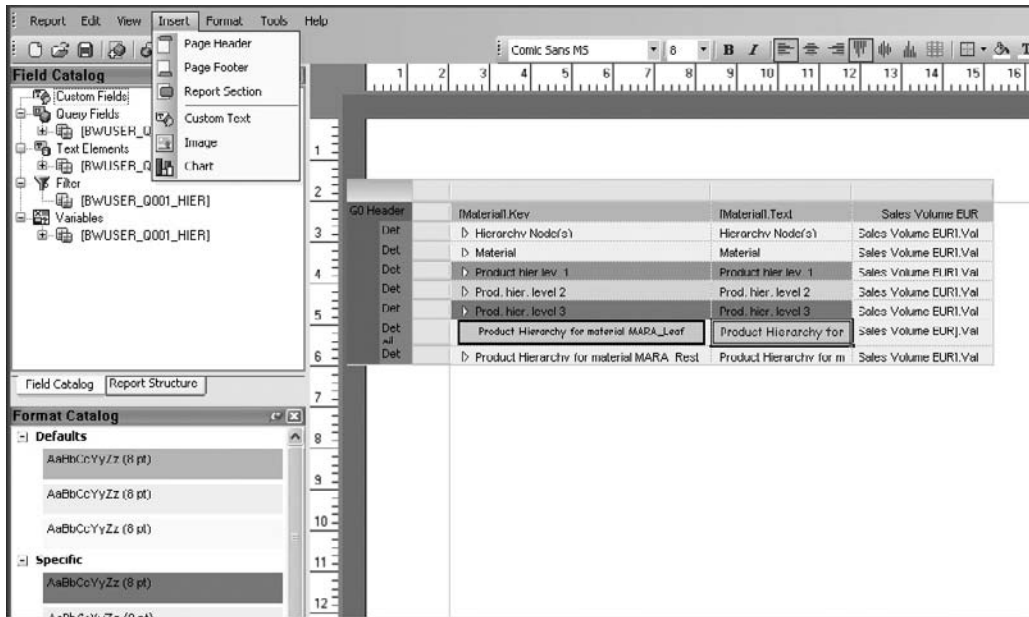 Report Edit View Insert Format Tools Help
Page Header
Page Footer
Report Section
Custom Text
Image
Chart
Comic Sans MS 8 B I
Field Catalog
Custom Fields
Query Fields
[BWUSER_Q
Text Elements
[BWUSER_Q
Filter
[BWUSER_Q001_HIER]
Variables
[BWUSER_Q001_HIER]
Field Catalog Report Structure
Format Catalog
Defaults
AaBbCcYyZz (8 pt)
AaBbCcYyZz (8 pt)
AaBbCcYyZz (8 pt)
Specific
AaBbCcYyZz (8 pt)
1 2 3 4 5 6 7 8 9 10 11 12 13 14 15 16
1
2
3
4
5
6
7
8
9
10
11
12
G0 Header [Material].Key [Material].Text Sales Volume EUR
Det Hierarchy Node(s) Hierarchy Node(s) Sales Volume EUR].Val
Det Material Material Sales Volume EUR].Val
Det Product hier lev. 1 Product hier lev. 1 Sales Volume EUR].Val
Det Prod. hier. level 2 Prod. hier. level 2 Sales Volume EUR].Val
Det Prod. hier. level 3 Prod. hier. level 3 Sales Volume EUR].Val
Det ail Product Hierarchy for material MARA_Leaf Product Hierarchy for Sales Volume EUR].Val
Det Product Hierarchy for material MARA_Rest Product Hierarchy for m Sales Volume EUR].Val